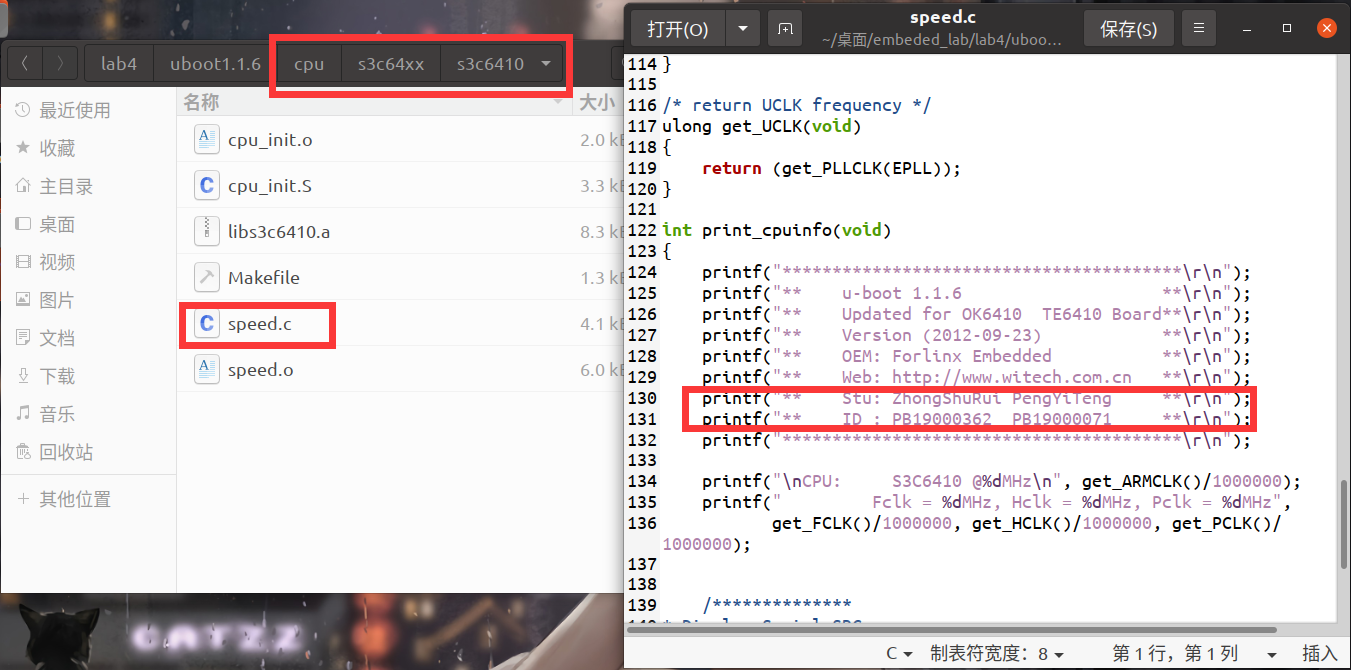 lab4 uboot1.1.6 cpu s3c64xx s3c6410
最近使用
收藏
主目录
桌面
视频
图片
文档
下载
音乐
回收站
其他位置
名称 大小
cpu_init.o 2.0 kB
cpu_init.S 3.3 kB
libs3c6410.a 8.3 kB
Makefile 1.3 kB
speed.c 4.1 kB
speed.o 6.0 kB
CATZZ
打开(O) speed.c 保存(S)
~/桌面/embeded_lab/lab4/uboo...
114 }
115
116 /* return UCLK frequency */
117 ulong get_UCLK(void)
118 {
119     return (get_PLLCLK(EPLL));
120 }
121
122 int print_cpuinfo(void)
123 {
124     printf("****************************************\r\n");
125     printf("**    u-boot 1.1.6                    **\r\n");
126     printf("**    Updated for OK6410  TE6410 Board**\r\n");
127     printf("**    Version (2012-09-23)            **\r\n");
128     printf("**    OEM: Forlinx Embedded           **\r\n");
129     printf("**    Web: http://www.witech.com.cn   **\r\n");
130     printf("**    Stu: ZhongShuRui PengYiTeng     **\r\n");
131     printf("**    ID : PB19000362  PB19000071     **\r\n");
132     printf("****************************************\r\n");
133
134     printf("\nCPU:     S3C6410 @%dMHz\n", get_ARMCLK()/1000000);
135     printf("         Fclk = %dMHz, Hclk = %dMHz, Pclk = %dMHz",
136            get_FCLK()/1000000, get_HCLK()/1000000, get_PCLK()/
1000000);
137
138
139     /**************
C 制表符宽度：8 第 1 行，第 1 列 插入